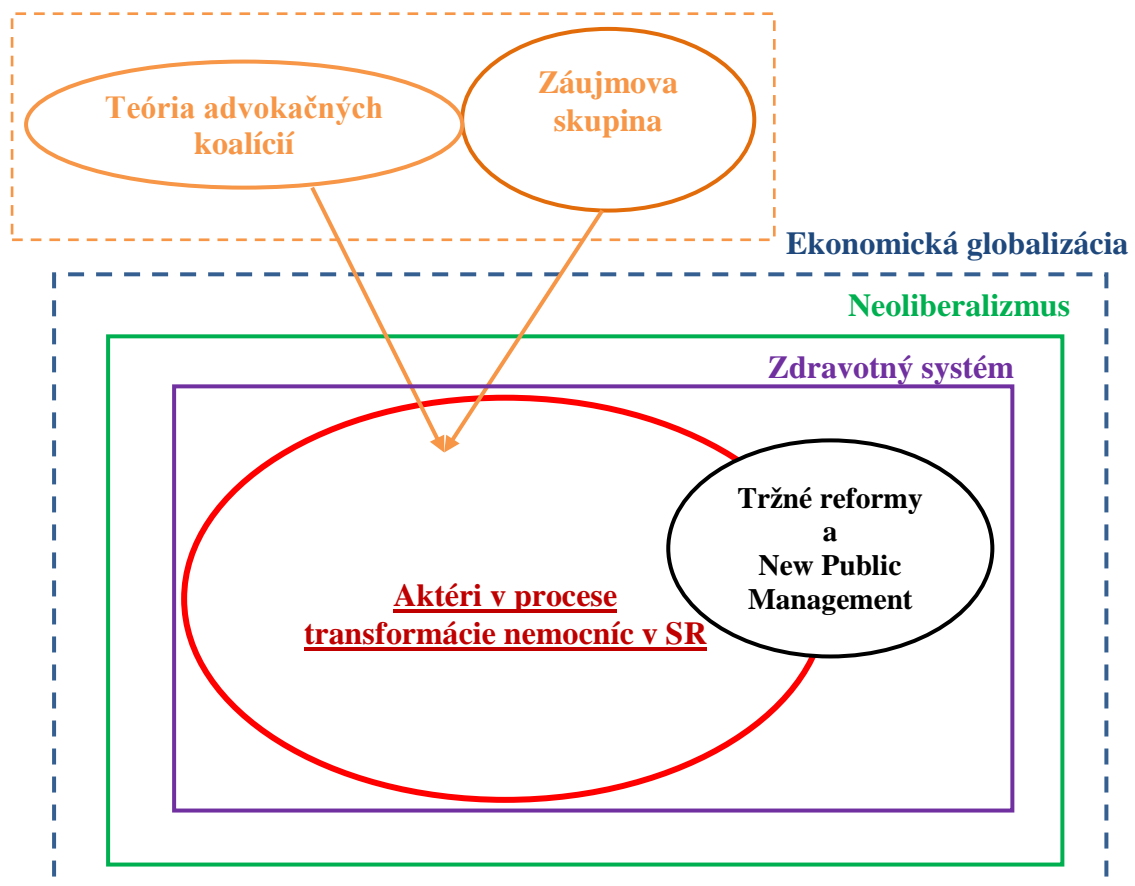 Teória advokačných
koalícií
Záujmova
skupina
Ekonomická globalizácia
Neoliberalizmus
Zdravotný systém
Tržné reformy
a
New Public
Management
Aktéri v procese
transformácie nemocníc v SR